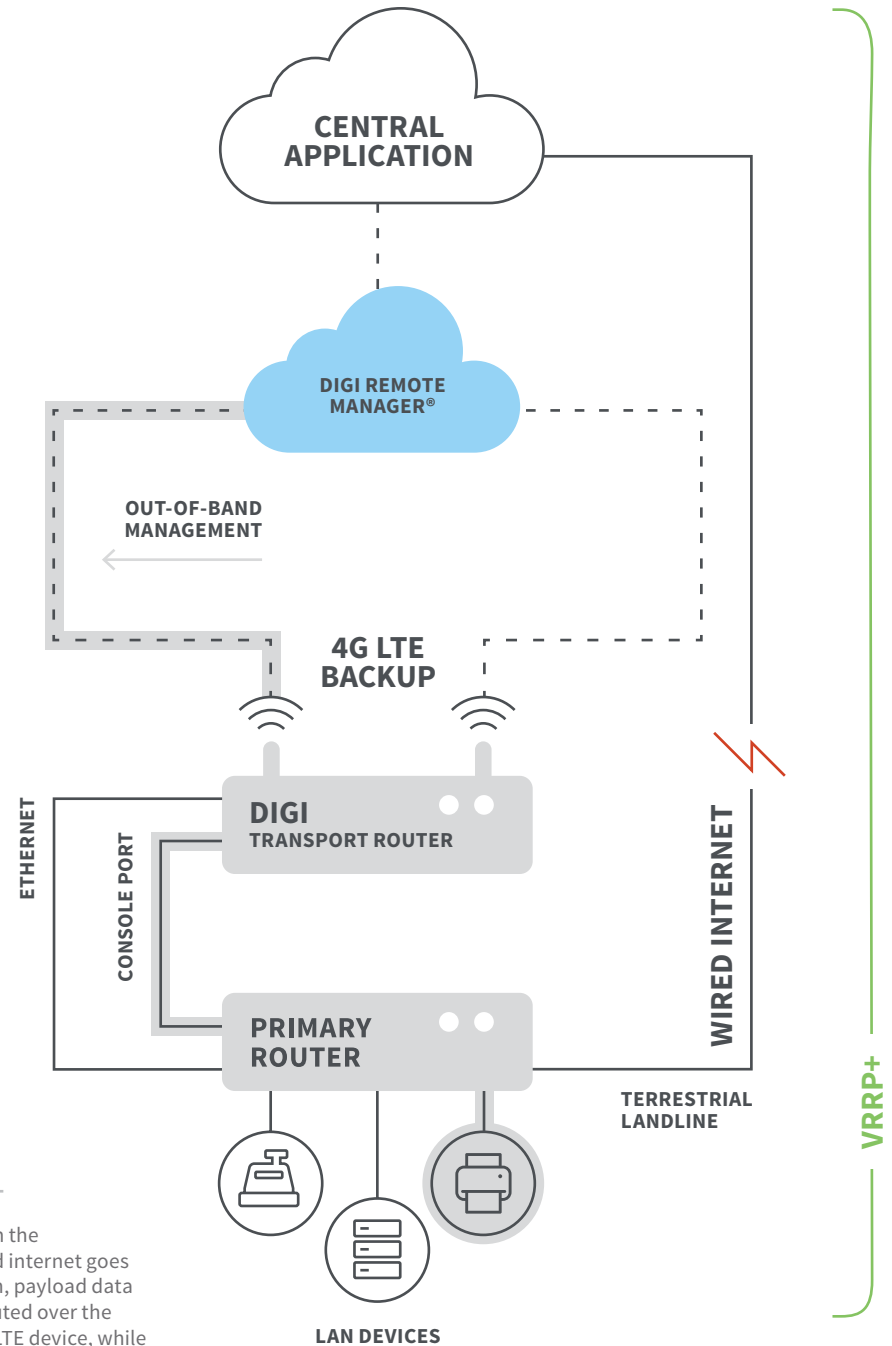 CENTRAL
APPLICATION
DIGI REMOTE
MANAGER®
OUT-OF-BAND
MANAGEMENT
4G LTE
BACKUP
ETHERNET
CONSOLE PORT
DIGI
TRANSPORT ROUTER
WIRED INTERNET
PRIMARY
ROUTER
TERRESTRIAL
LANDLINE
VRRP+
the
internet goes
payload data
over the
LTE device, while
LAN DEVICES